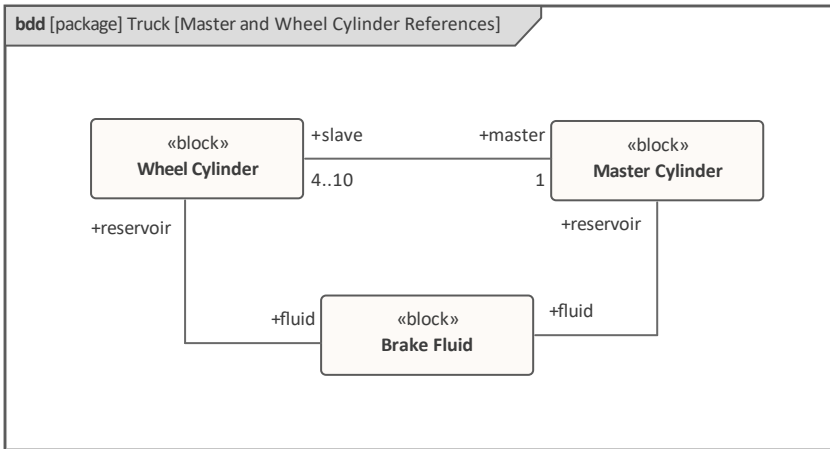 bdd [package] Truck [Master and Wheel Cylinder References]
«block»
Wheel Cylinder
+slave
+master
4..10
1
«block»
Master Cylinder
+reservoir
+reservoir
+fluid
«block»
Brake Fluid
+fluid